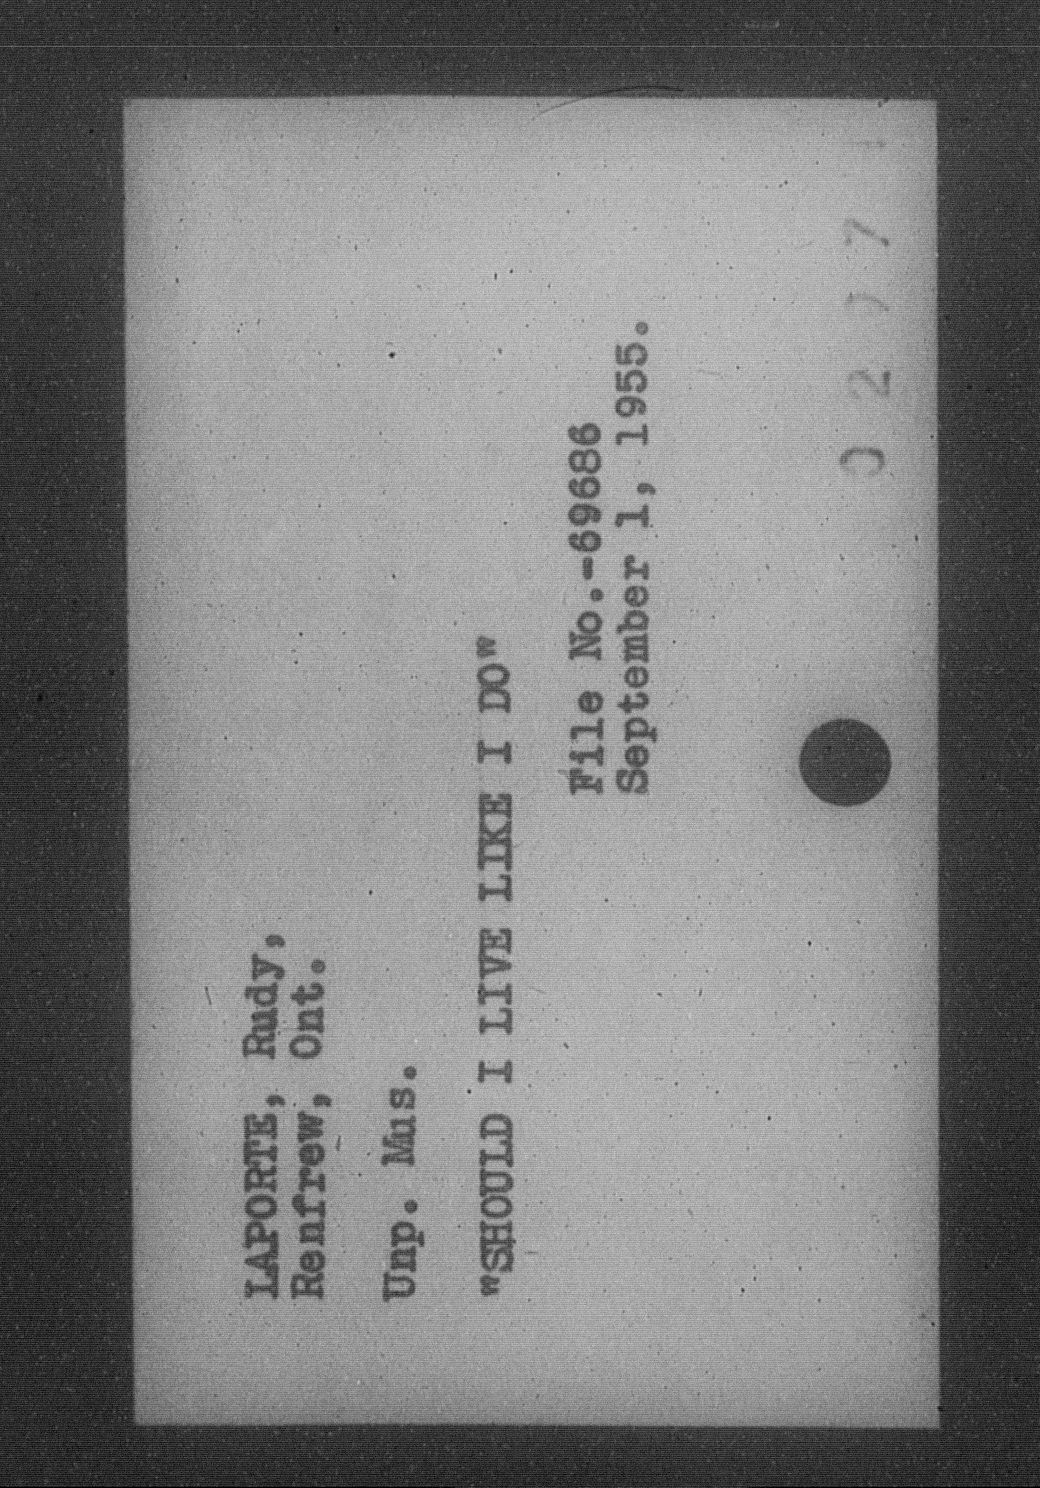 LAPORTE, Rudy,
Renfrew, Ont.
Unp. Mus.
"SHOULD I LIVE LIKE I DO"
File No.-69686
September 1, 1955.